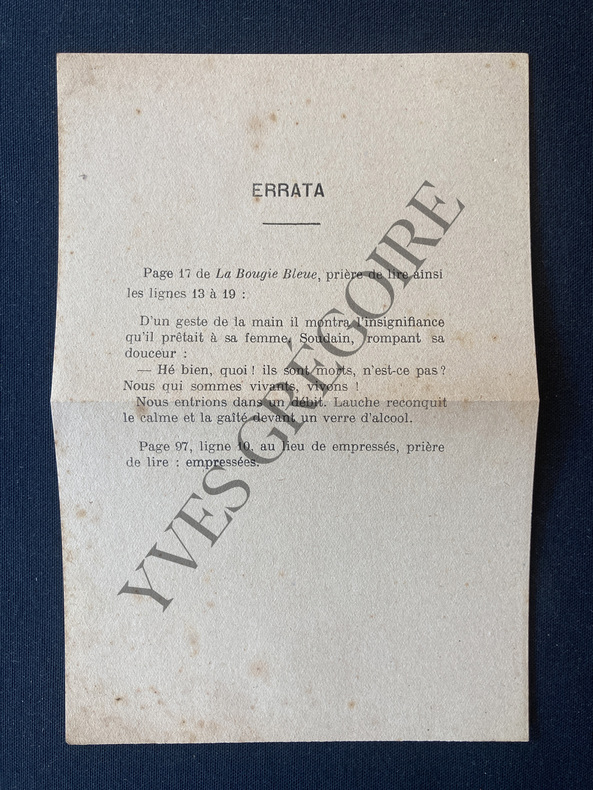 ERRATA
Page 17 de La Bougie Bleue, prière de lire ainsi
les lignes 13 à 19 :
D'un geste de la main il montra l'insignifiance
qu'il prêtait à sa femme. Soudain, rompant sa
douceur :
— Hé bien, quoi ! ils sont morts, n'est-ce pas ?
Nous qui sommes vivants, vivons !
Nous entrions dans un débit. Lauche reconquit
le calme et la gaîté devant un verre d'alcool.
Page 97, ligne 10, au lieu de empressés, prière
de lire : empressées.
YVES GRÉGOIRE